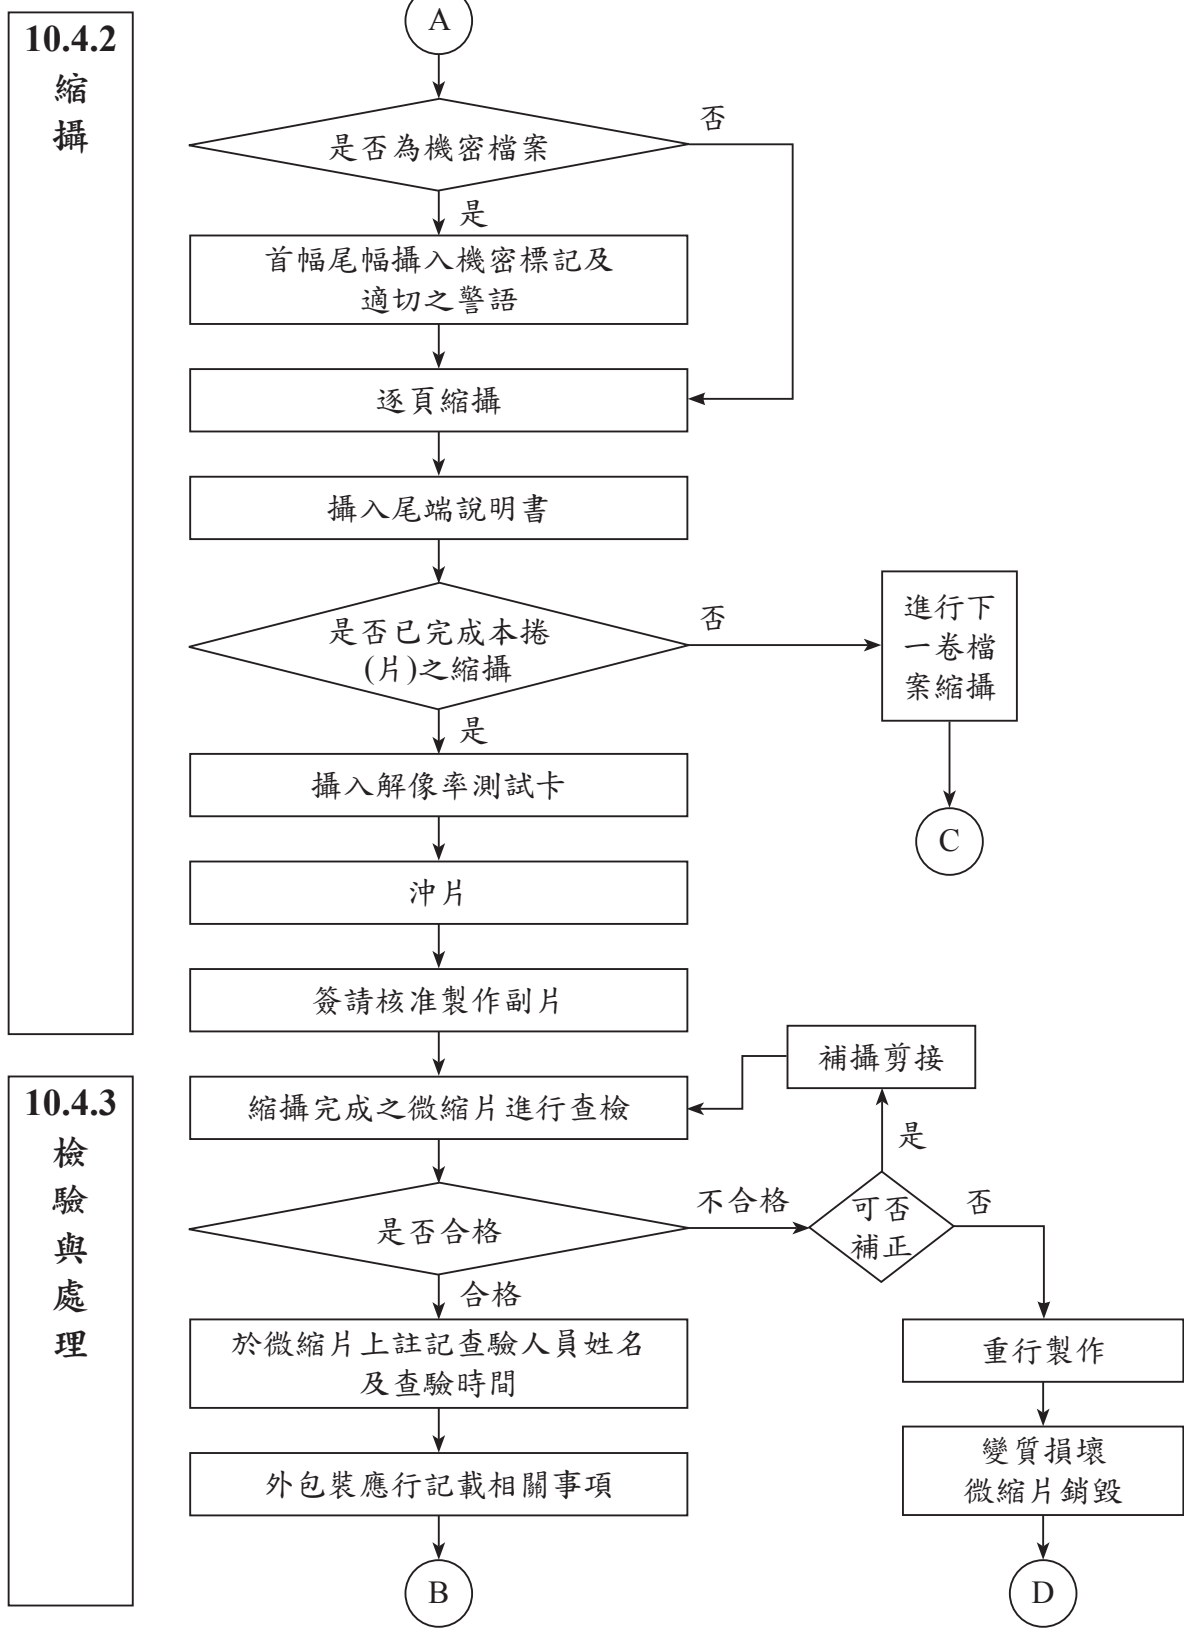 10.4.2
縮
攝
A
是否為機密檔案
否
是
首幅尾幅攝入機密標記及
適切之警語
逐頁縮攝
攝入尾端說明書
是否已完成本捲
(片)之縮攝
否
進行下
一卷檔
案縮攝
是
攝入解像率測試卡
C
沖片
簽請核准製作副片
10.4.3
檢
驗
與
處
理
補攝剪接
縮攝完成之微縮片進行查檢
是
是否合格
不合格
可否
補正
否
合格
於微縮片上註記查驗人員姓名
及查驗時間
重行製作
外包裝應行記載相關事項
變質損壞
微縮片銷毀
B
D